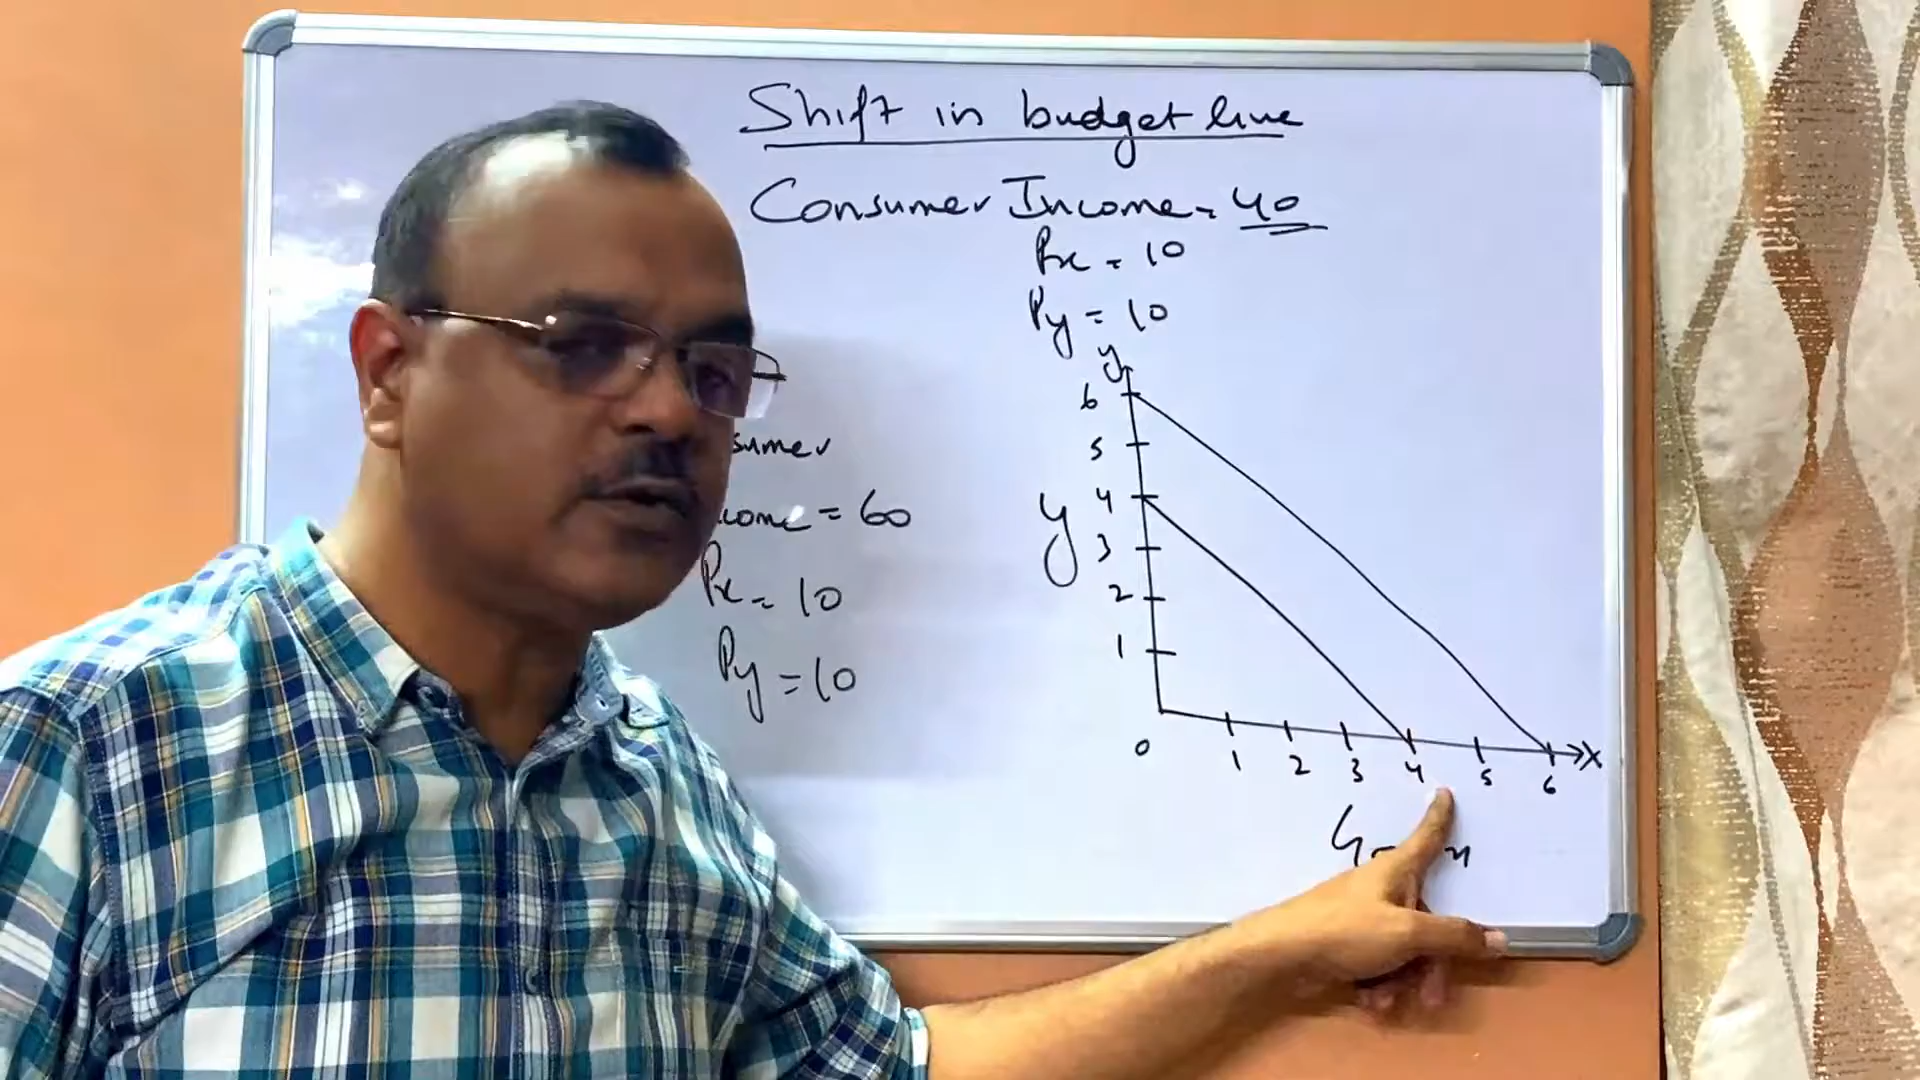 Shift in budget line
Consumer Income = 40
Px = 10
Py = 10
sumer
come = 60
Px = 10
Py = 10
y
6
5
4
3
2
1
y
0 1 2 3 4 5 6 X